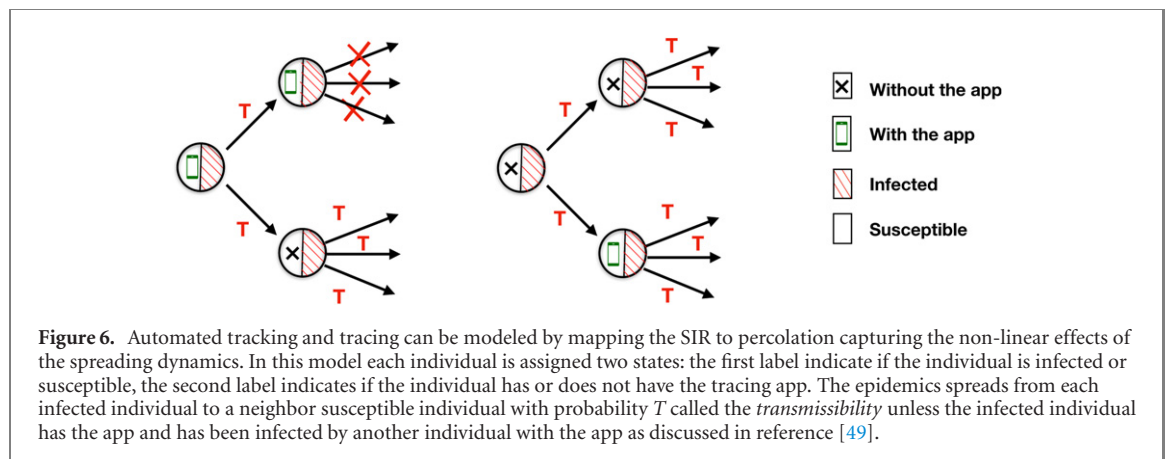 T
T
T
T
T
T
T
T
T
T
T
T
T
Without the app
With the app
Infected
Susceptible
Figure 6. Automated tracking and tracing can be modeled by mapping the SIR to percolation capturing the non-linear effects of
the spreading dynamics. In this model each individual is assigned two states: the first label indicate if the individual is infected or
susceptible, the second label indicates if the individual has or does not have the tracing app. The epidemics spreads from each
infected individual to a neighbor susceptible individual with probability T called the transmissibility unless the infected individual
has the app and has been infected by another individual with the app as discussed in reference [49].